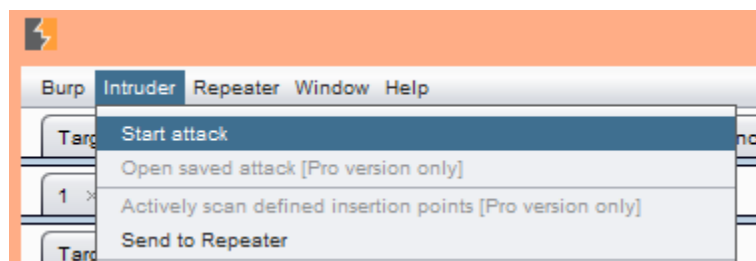 Burp Intruder Repeater Window Help
Start attack
Open saved attack [Pro version only]
1
Actively scan defined insertion points [Pro version only]
Send to Repeater